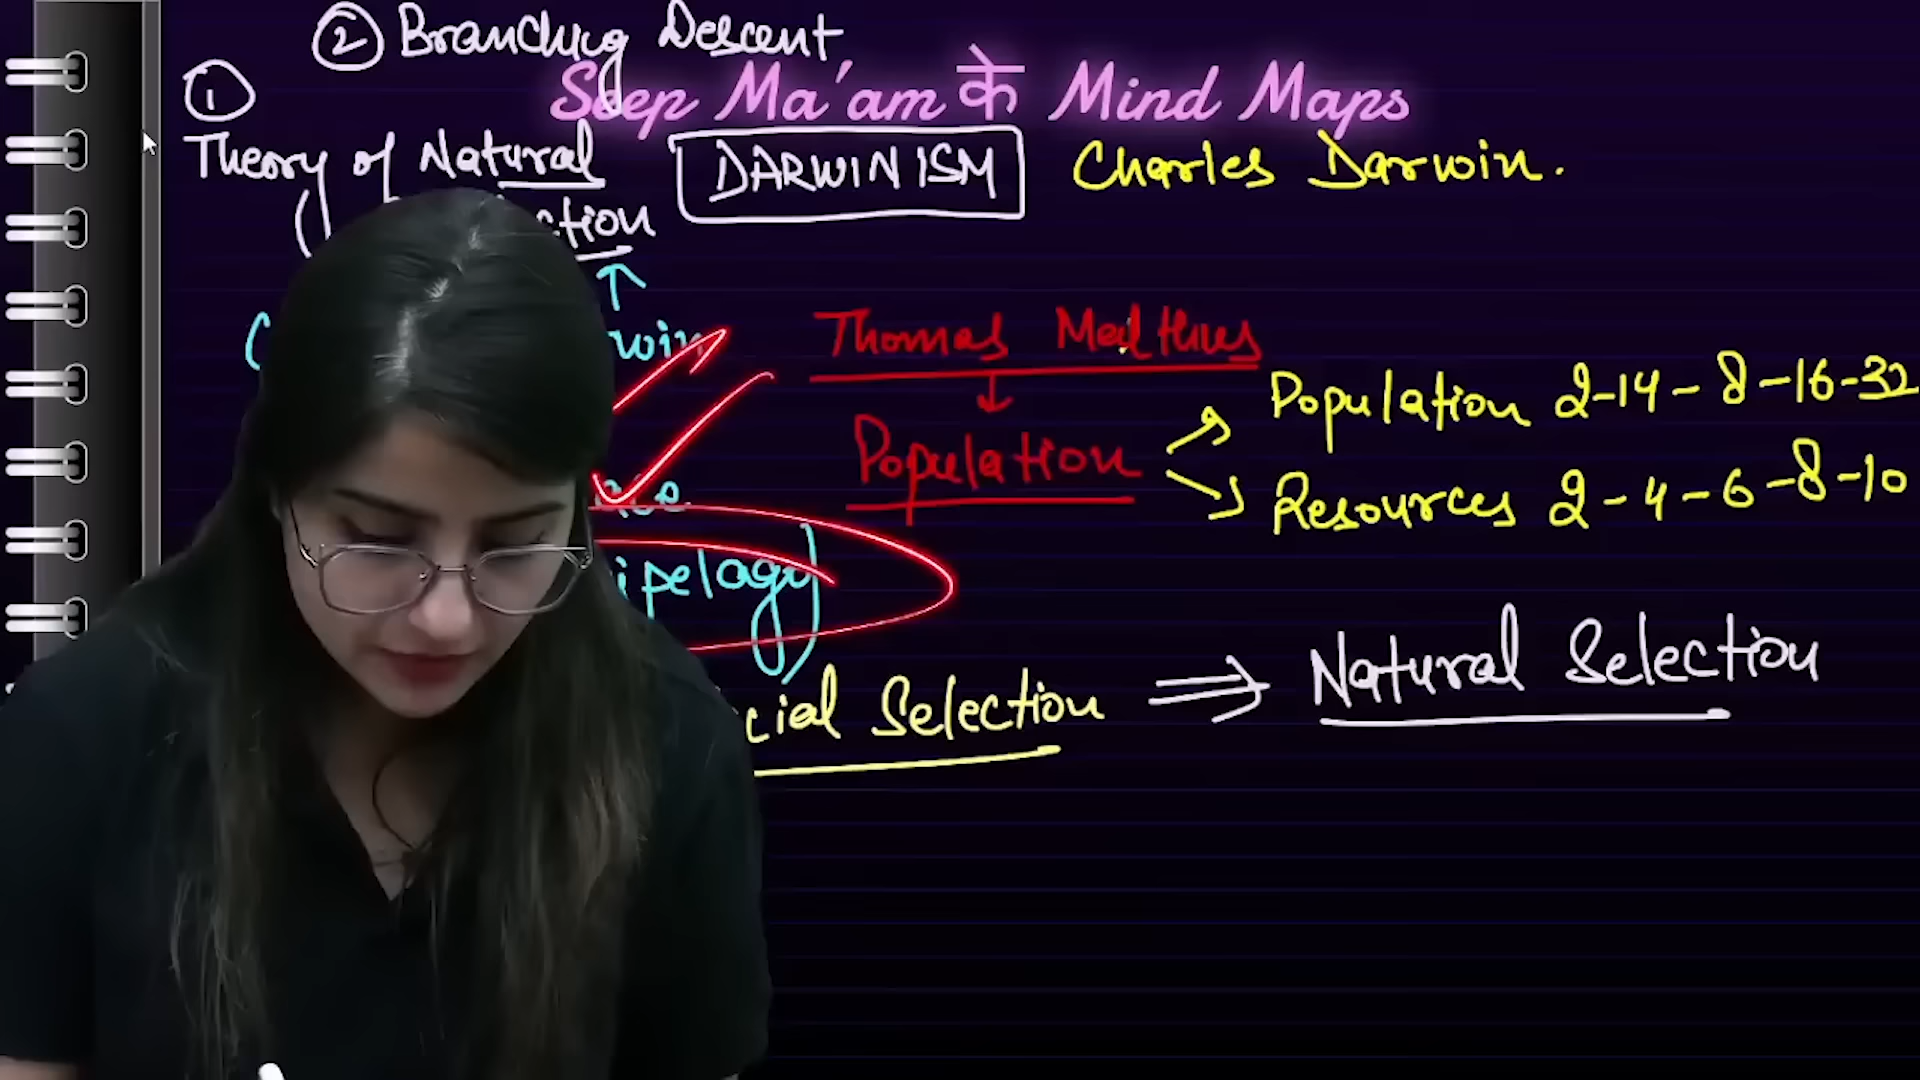 ② Branching Descent
Seep Ma'am के Mind Maps
①
Theory of Natural
DARWINISM
Charles Darwin.
Thomas Malthus
Population
Population 2-14-8-16-32
Resources 2-4-6-8-10
Selection ⇒ Natural Selection